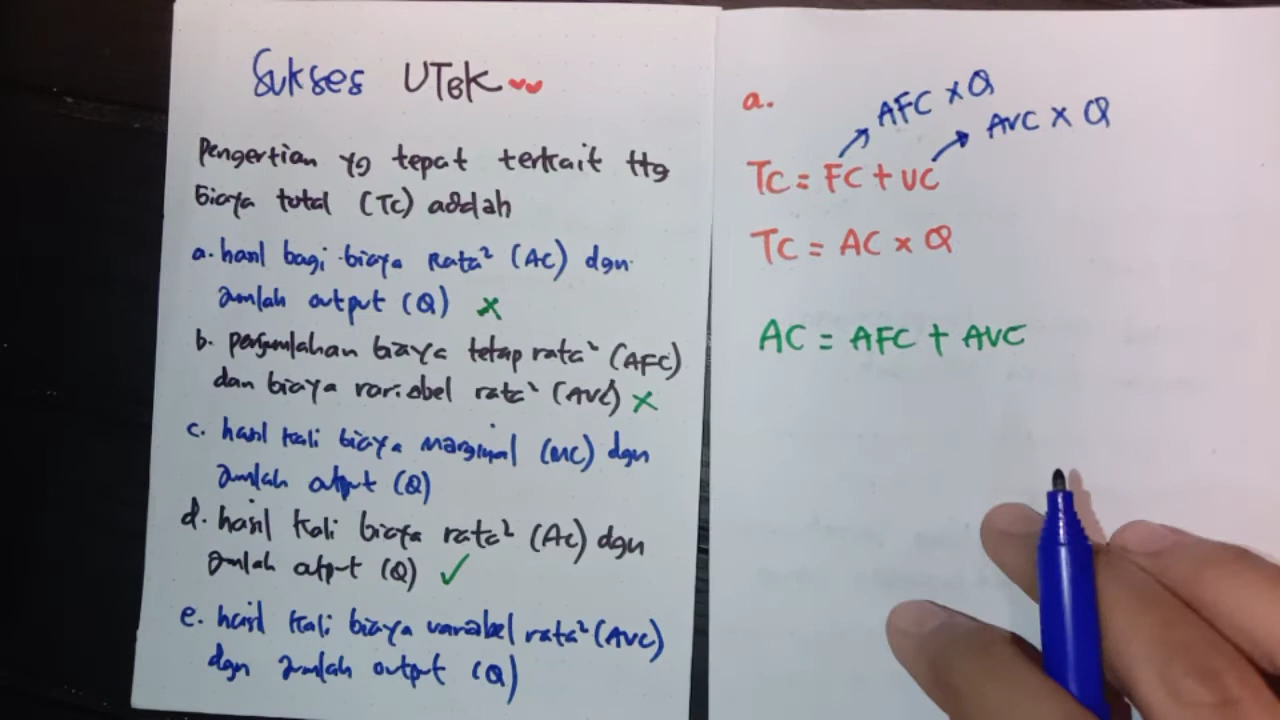 Sukses UTBK
Pengertian yg tepat terkait ttg
biaya total (TC) adalah
a. hasil bagi biaya rata² (AC) dgn
jumlah output (Q) x
b. penjumlahan biaya tetap rata² (AFC)
dan biaya variabel rata² (AVC) x
c. hasil kali biaya marginal (MC) dgn
jumlah output (Q)
d. hasil kali biaya rata² (AC) dgn
jumlah output (Q) ✓
e. hasil kali biaya variabel rata² (AVC)
dgn jumlah output (Q)
a.
AFC x Q
AVC x Q
TC = FC + VC
TC = AC x Q
AC = AFC + AVC